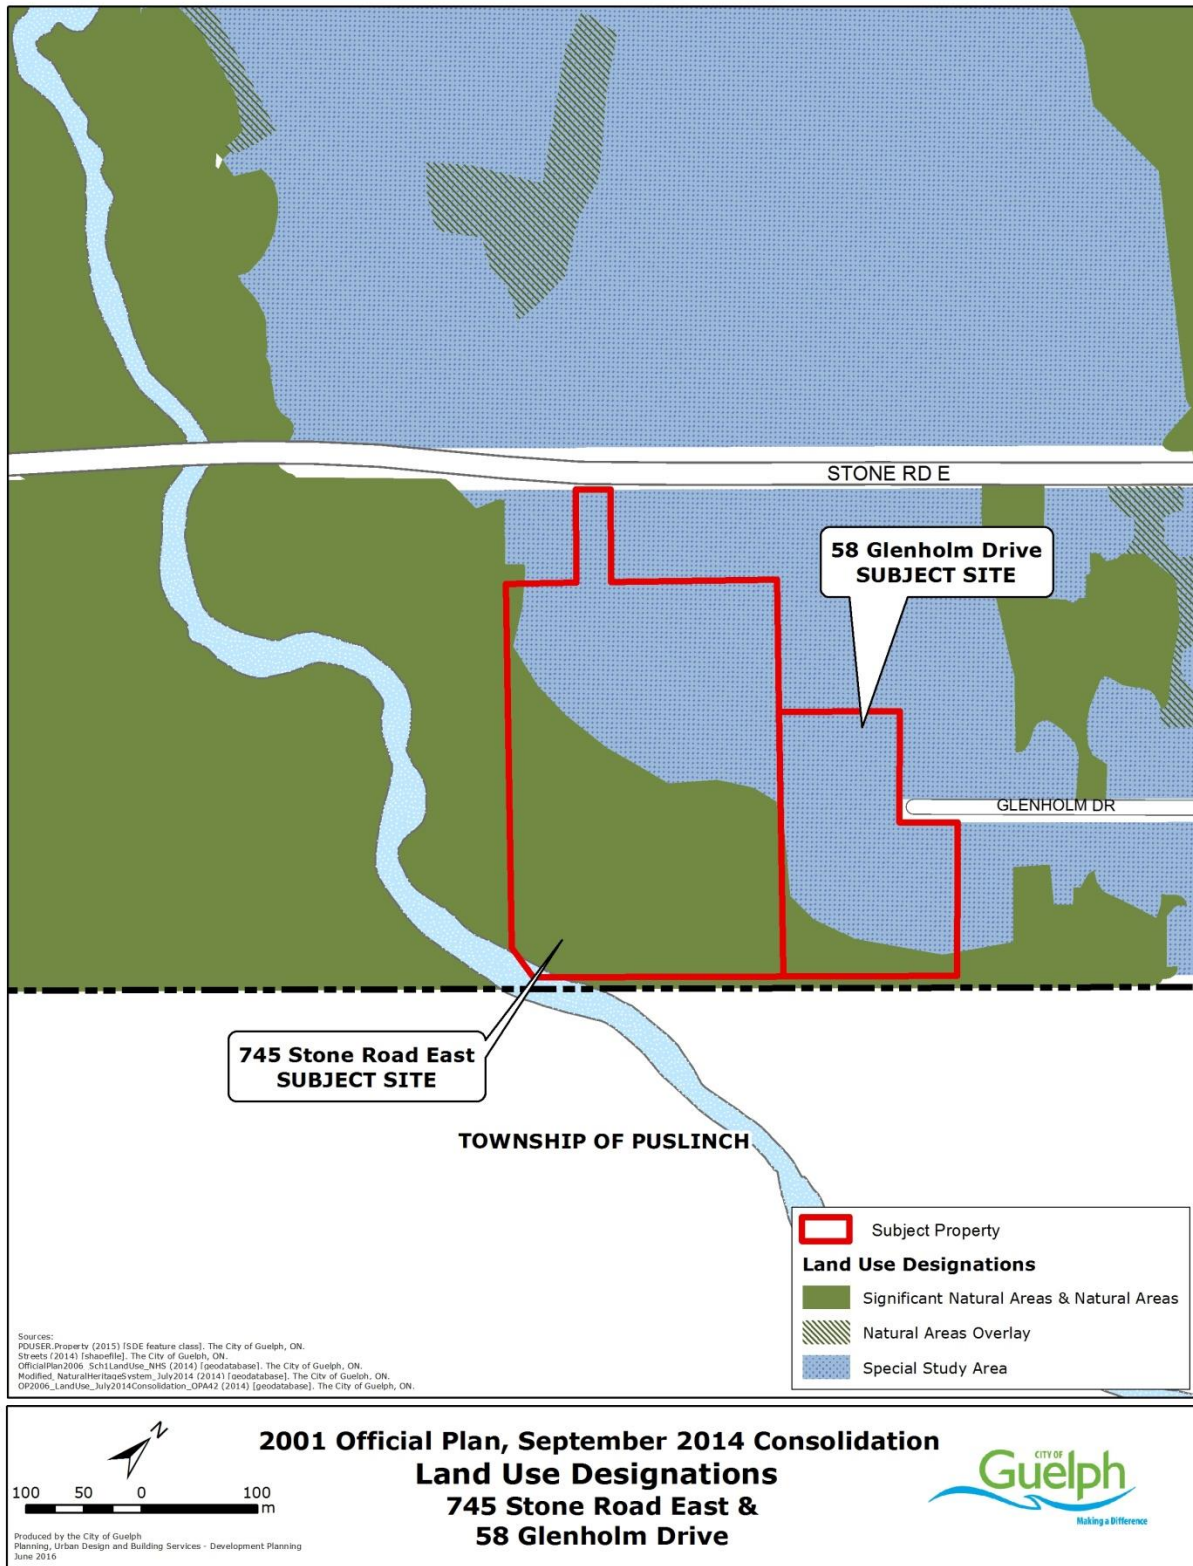 STONE RD E
58 Glenholm Drive
SUBJECT SITE
GLENHOLM DR
745 Stone Road East
SUBJECT SITE
TOWNSHIP OF PUSLINCH
Subject Property
Land Use Designations
Significant Natural Areas & Natural Areas
Natural Areas Overlay
Special Study Area
Sources:
PDUSER.Property (2015) [SDE feature class]. The City of Guelph, ON.
Streets (2014) [shapefile]. The City of Guelph, ON.
OfficialPlan2006_Sch1LandUse_NHS (2014) [geodatabase]. The City of Guelph, ON.
Modified_NaturalHeritageSystem_July2014 (2014) [geodatabase]. The City of Guelph, ON.
OP2006_LandUse_July2014Consolidation_OPA42 (2014) [geodatabase]. The City of Guelph, ON.
N
100 50 0 100
m
Produced by the City of Guelph
Planning, Urban Design and Building Services - Development Planning
June 2016
2001 Official Plan, September 2014 Consolidation
Land Use Designations
745 Stone Road East &
58 Glenholm Drive
CITY OF
Guelph
Making a Difference